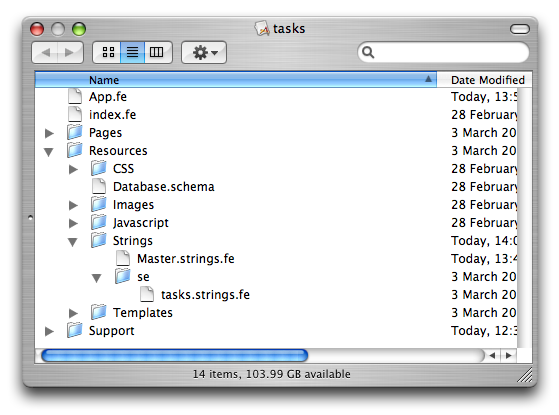 tasks
Name Date Modified
App.fe Today, 13:5
index.fe 28 February
Pages 3 March 20
Resources 3 March 20
CSS 28 February
Database.schema 28 February
Images 28 February
Javascript 28 February
Strings Today, 14:0
Master.strings.fe Today, 13:4
se 3 March 20
tasks.strings.fe 3 March 20
Templates 3 March 20
Support Today, 12:3
14 items, 103.99 GB available